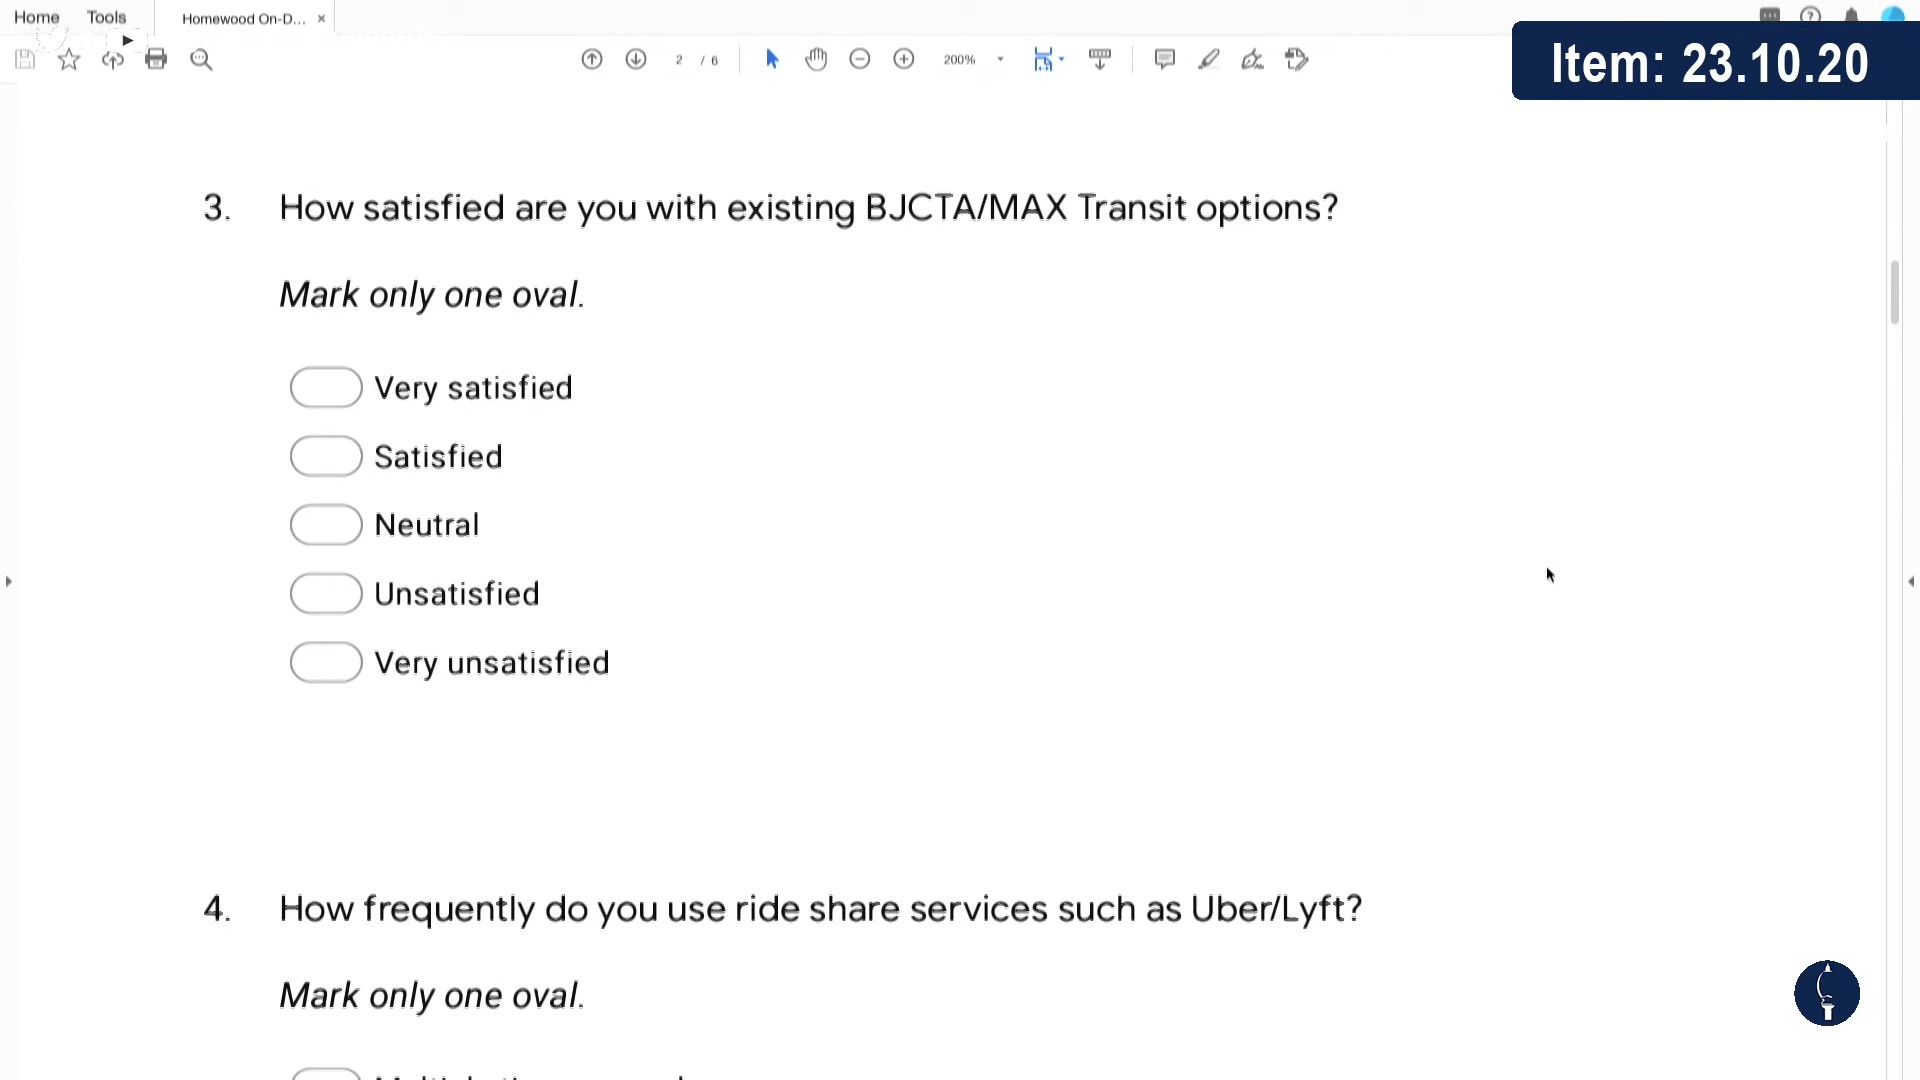 Home Tools Homewood On-D... ×
2 / 6 200%
Item: 23.10.20
3. How satisfied are you with existing BJCTA/MAX Transit options?
Mark only one oval.
Very satisfied
Satisfied
Neutral
Unsatisfied
Very unsatisfied
4. How frequently do you use ride share services such as Uber/Lyft?
Mark only one oval.